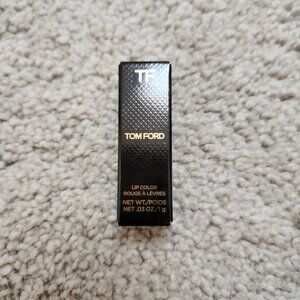 TF
TOM FORD
LIP COLOR
ROUGE À LÈVRES
NET WT./POIDS
NET .03 OZ./1 g